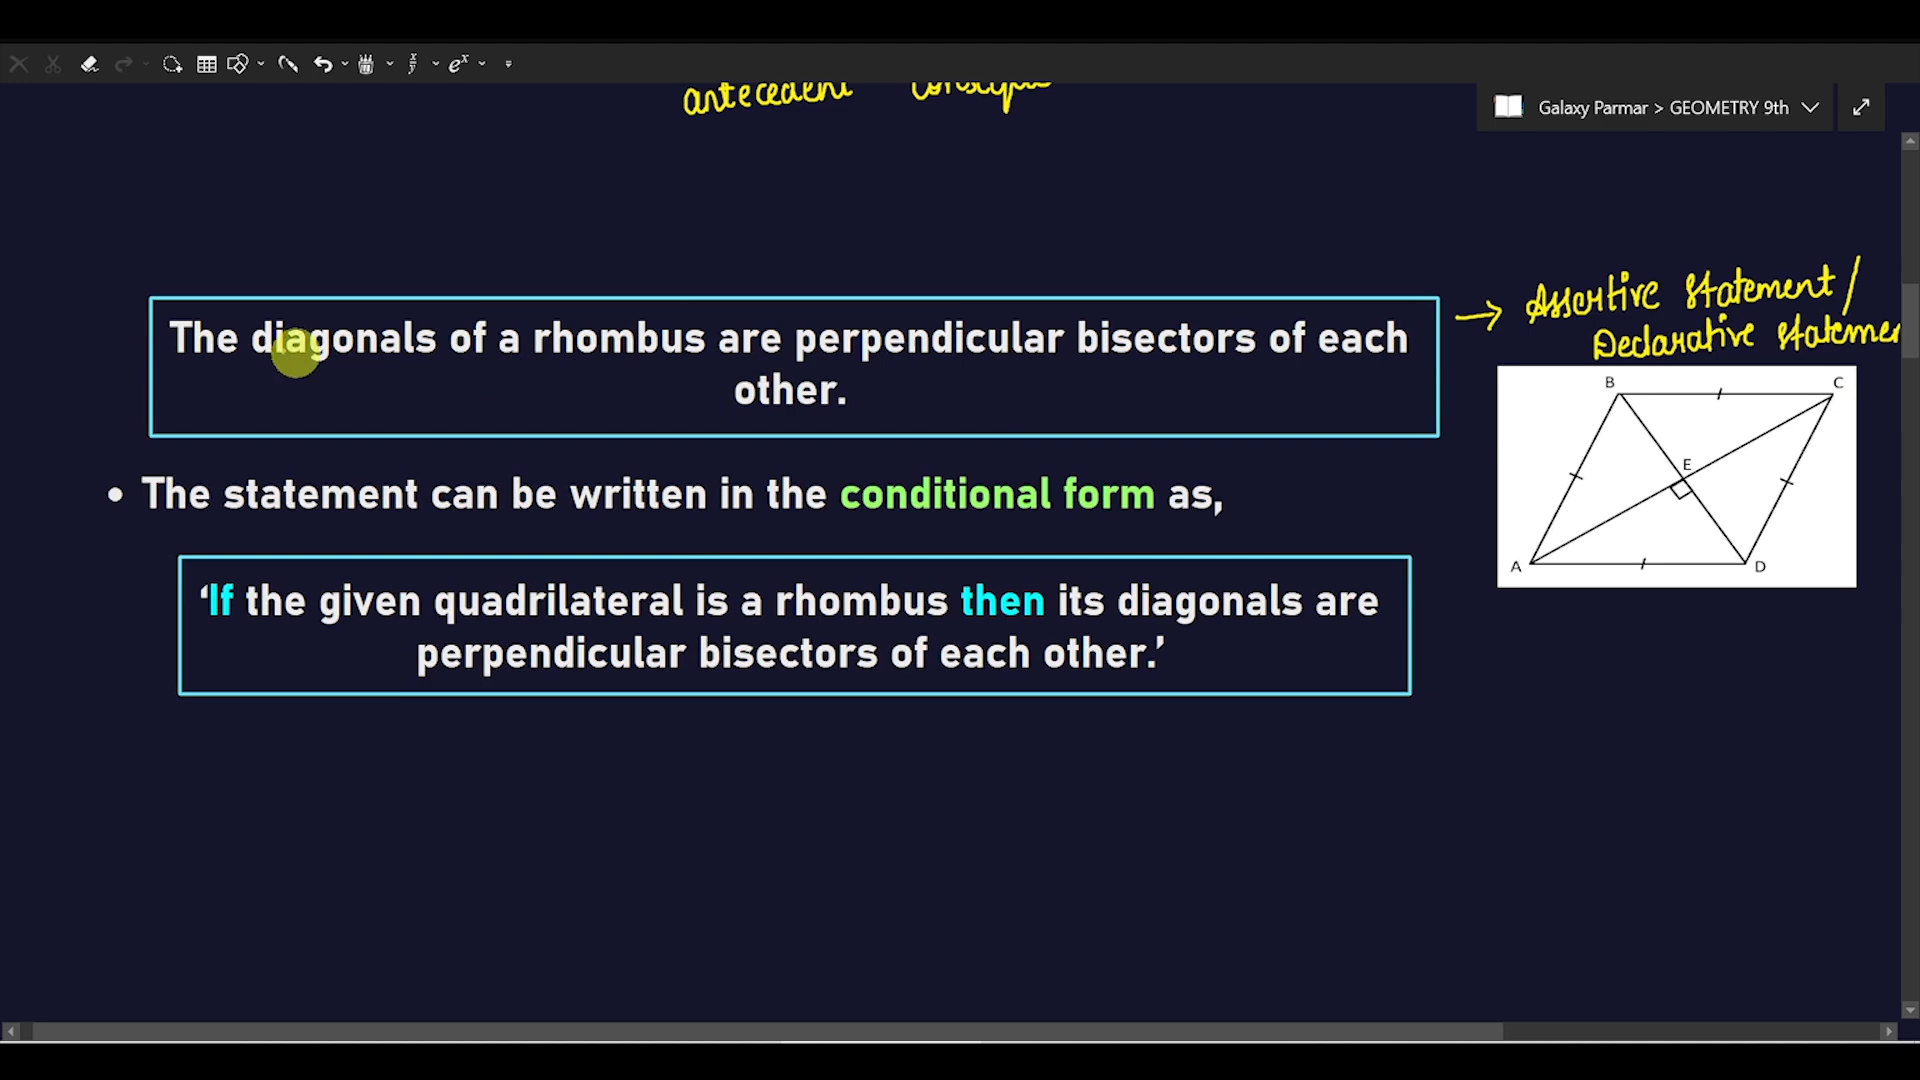 antecedent
Galaxy Parmar > GEOMETRY 9th
→ Assertive Statement/
Declarative
The diagonals of a rhombus are perpendicular bisectors of each
other.
B
C
E
A
D
• The statement can be written in the conditional form as,
‘If the given quadrilateral is a rhombus then its diagonals are
perpendicular bisectors of each other.’